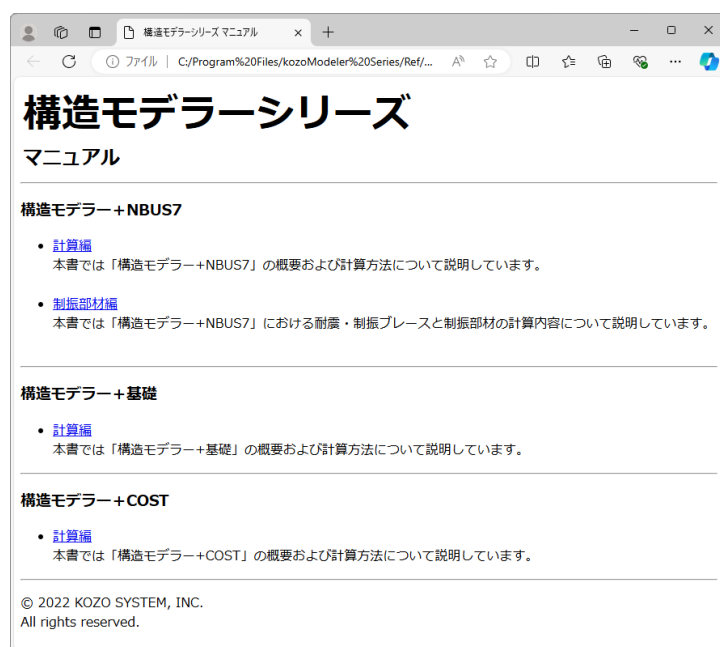 構造モデラーシリーズ マニュアル
ファイル
C:/Program%20Files/kozoModeler%20Series/Ref/...
構造モデラーシリーズ
マニュアル
構造モデラー+NBUS7
計算編
本書では「構造モデラー+NBUS7」の概要および計算方法について説明しています。
制振部材編
本書では「構造モデラー+NBUS7」における耐震・制振ブレースと制振部材の計算内容について説明しています。
構造モデラー+基礎
計算編
本書では「構造モデラー+基礎」の概要および計算方法について説明しています。
構造モデラー+COST
計算編
本書では「構造モデラー+COST」の概要および計算方法について説明しています。
© 2022 KOZO SYSTEM, INC.
All rights reserved.